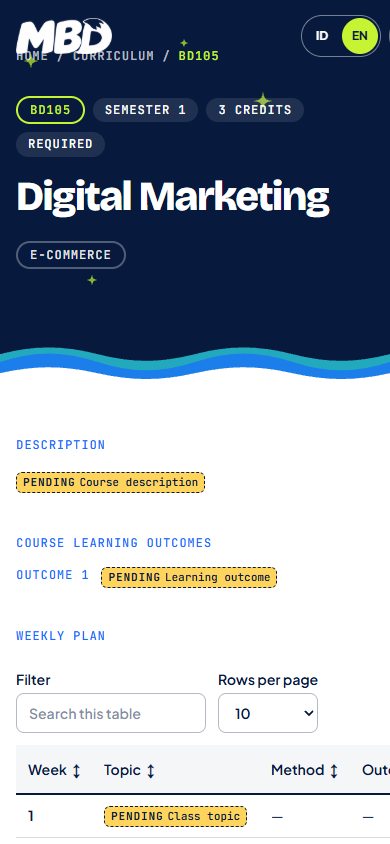 MBD
ID EN
HOME / CURRICULUM / BD105
BD105 SEMESTER 1 3 CREDITS
REQUIRED
Digital Marketing
E-COMMERCE
DESCRIPTION
PENDING Course description
COURSE LEARNING OUTCOMES
OUTCOME 1 PENDING Learning outcome
WEEKLY PLAN
Filter Rows per page
Search this table 10
Week ↕ Topic ↕ Method ↕ Outc
1 PENDING Class topic — —